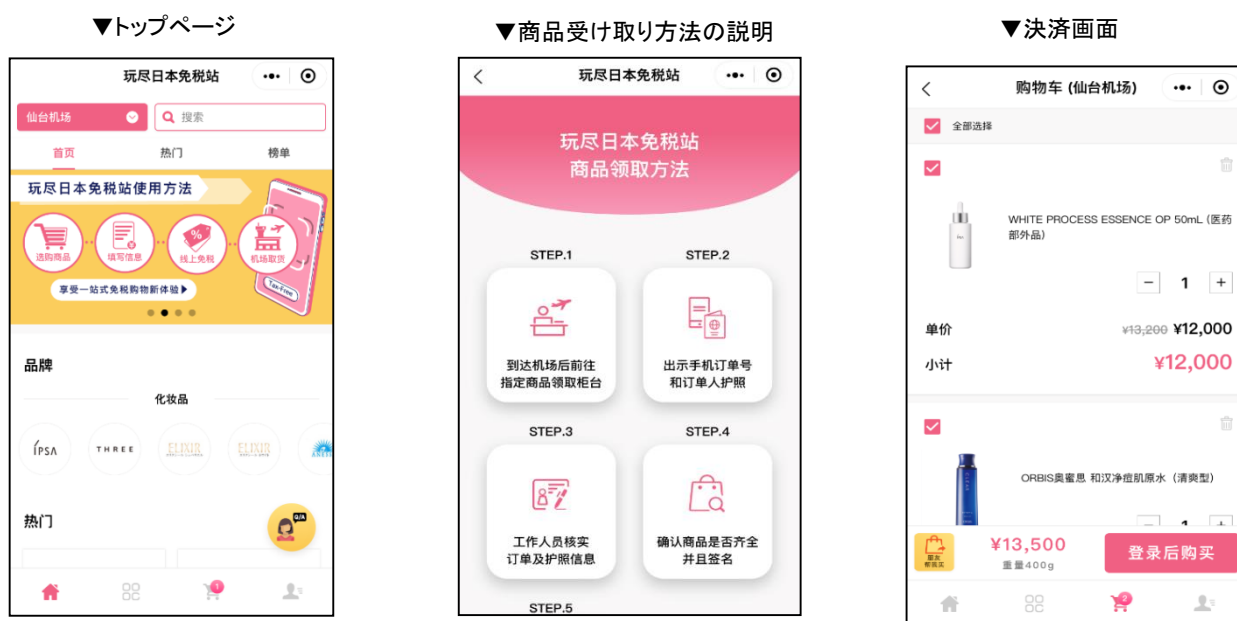 ▼トップページ
玩尽日本免税站
仙台机场
搜索
首页
热门
榜单
玩尽日本免税站使用方法
选购商品
填写信息
线上免税
机场取货
享受一站式免税购物新体验▶
Tax-Free
品牌
化妆品
IPSA
THREE
ELIXIR
ELIXIR
Q/A
热门
1
▼商品受け取り方法の説明
玩尽日本免税站
玩尽日本免税站
商品领取方法
STEP.1
STEP.2
到达机场后前往
指定商品领取柜台
出示手机订单号
和订单人护照
STEP.3
STEP.4
工作人员核实
订单及护照信息
确认商品是否齐全
并且签名
STEP.5
▼決済画面
购物车 (仙台机场)
全部选择
WHITE PROCESS ESSENCE OP 50mL (医药
部外品)
− 1 +
单价
¥13,200 ¥12,000
小计
¥12,000
ORBIS奥蜜思 和汉净痘肌原水（清爽型）
− 1 +
朋友
帮我买
¥13,500
重量400g
登录后购买
2